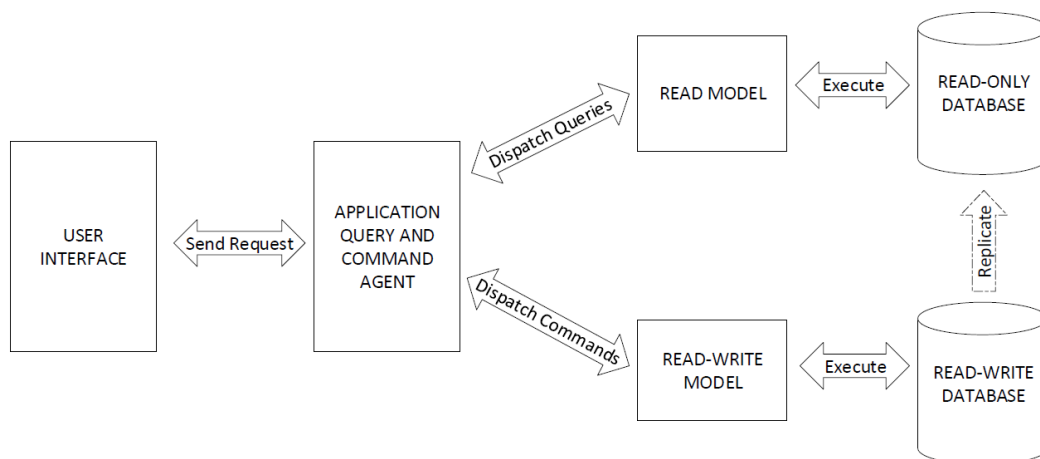 USER
INTERFACE
Send Request
APPLICATION
QUERY AND
COMMAND
AGENT
Dispatch Queries
READ MODEL
Execute
READ-ONLY
DATABASE
Replicate
Dispatch Commands
READ-WRITE
MODEL
Execute
READ-WRITE
DATABASE